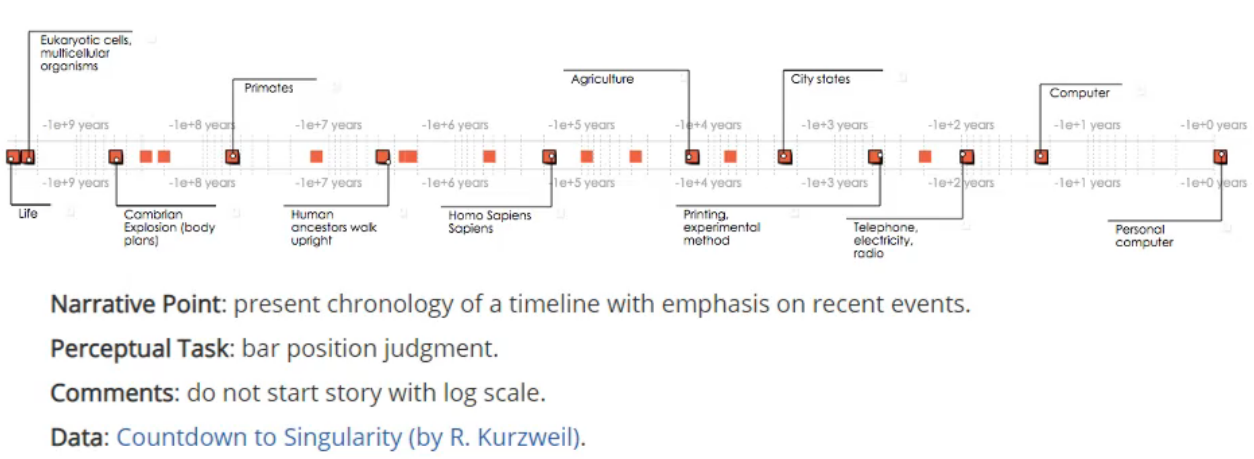 Eukaryotic cells,
multicellular
organisms
Primates
Agriculture
City states
Computer
-1e+9 years
-1e+8 years
-1e+7 years
-1e+6 years
-1e+5 years
-1e+4 years
-1e+3 years
-1e+2 years
-1e+1 years
-1e+0 years
-1e+9 years
-1e+8 years
-1e+7 years
-1e+6 years
-1e+5 years
-1e+4 years
-1e+3 years
-1e+2 years
-1e+1 years
-1e+0 years
Life
Cambrian
Explosion (body
plans)
Human
ancestors walk
upright
Homo Sapiens
Sapiens
Printing,
experimental
method
Telephone,
electricity,
radio
Personal
computer
Narrative Point: present chronology of a timeline with emphasis on recent events.
Perceptual Task: bar position judgment.
Comments: do not start story with log scale.
Data: Countdown to Singularity (by R. Kurzweil).